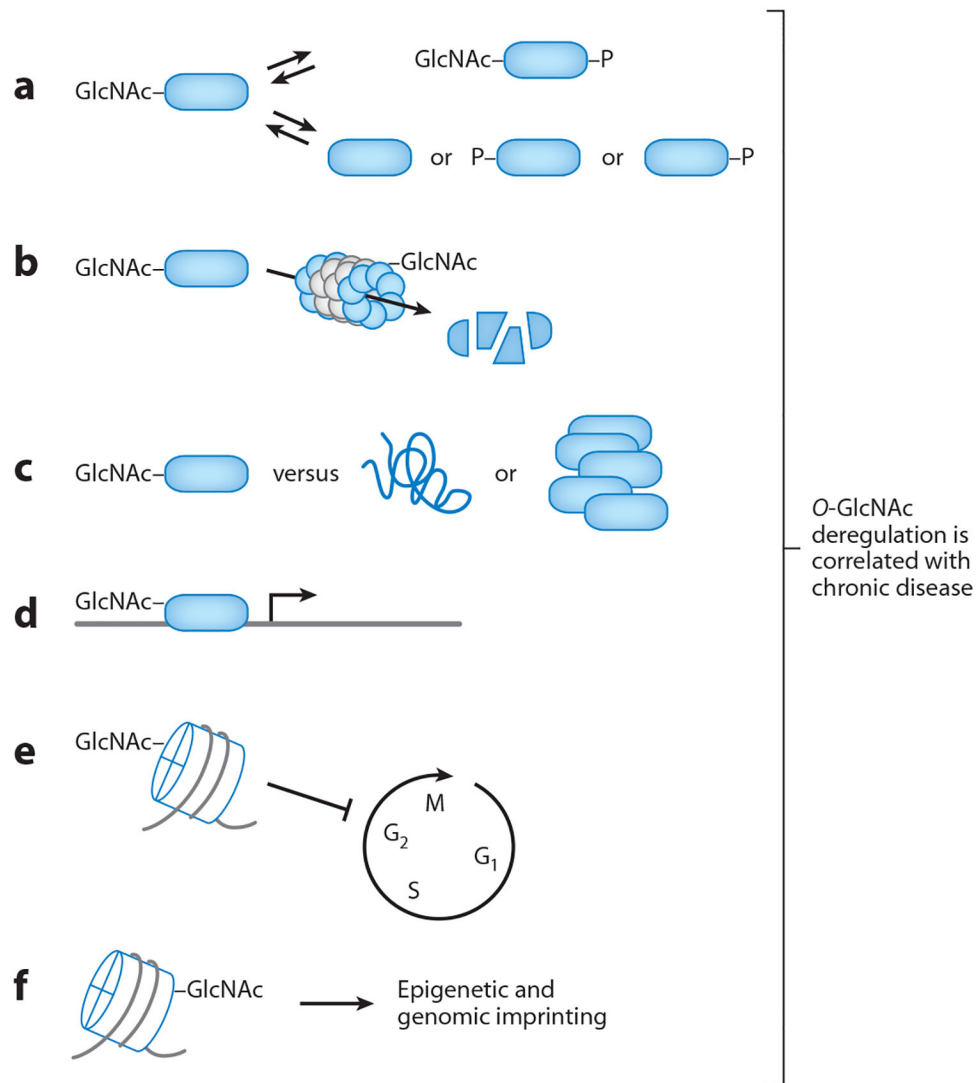 a
GlcNAc–
GlcNAc– –P
or P– or –P
b
GlcNAc–
–GlcNAc
c
GlcNAc–
versus
or
d
GlcNAc–
e
GlcNAc–
M
G₂
G₁
S
f
–GlcNAc
Epigenetic and
genomic imprinting
O-GlcNAc
deregulation is
correlated with
chronic disease